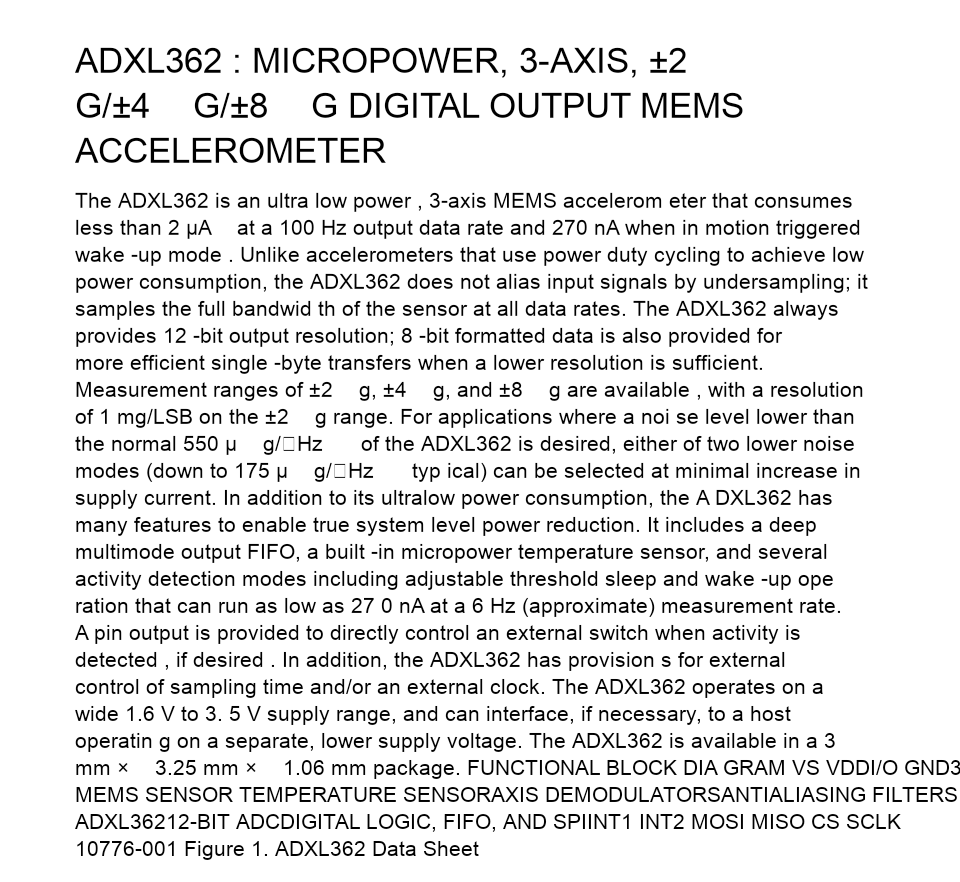 ADXL362 : MICROPOWER, 3-AXIS, ±2
G/±4 G/±8 G DIGITAL OUTPUT MEMS
ACCELEROMETER
The ADXL362 is an ultra low power , 3-axis MEMS accelerom eter that consumes
less than 2 µA at a 100 Hz output data rate and 270 nA when in motion triggered
wake -up mode . Unlike accelerometers that use power duty cycling to achieve low
power consumption, the ADXL362 does not alias input signals by undersampling; it
samples the full bandwid th of the sensor at all data rates. The ADXL362 always
provides 12 -bit output resolution; 8 -bit formatted data is also provided for
more efficient single -byte transfers when a lower resolution is sufficient.
Measurement ranges of ±2 g, ±4 g, and ±8 g are available , with a resolution
of 1 mg/LSB on the ±2 g range. For applications where a noi se level lower than
the normal 550 µ g/□Hz of the ADXL362 is desired, either of two lower noise
modes (down to 175 µ g/□Hz typ ical) can be selected at minimal increase in
supply current. In addition to its ultralow power consumption, the A DXL362 has
many features to enable true system level power reduction. It includes a deep
multimode output FIFO, a built -in micropower temperature sensor, and several
activity detection modes including adjustable threshold sleep and wake -up ope
ration that can run as low as 27 0 nA at a 6 Hz (approximate) measurement rate.
A pin output is provided to directly control an external switch when activity is
detected , if desired . In addition, the ADXL362 has provision s for external
control of sampling time and/or an external clock. The ADXL362 operates on a
wide 1.6 V to 3. 5 V supply range, and can interface, if necessary, to a host
operatin g on a separate, lower supply voltage. The ADXL362 is available in a 3
mm × 3.25 mm × 1.06 mm package. FUNCTIONAL BLOCK DIA GRAM VS VDDI/O GND3
MEMS SENSOR TEMPERATURE SENSORAXIS DEMODULATORSANTIALIASING FILTERS
ADXL36212-BIT ADCDIGITAL LOGIC, FIFO, AND SPIINT1 INT2 MOSI MISO CS SCLK
10776-001 Figure 1. ADXL362 Data Sheet